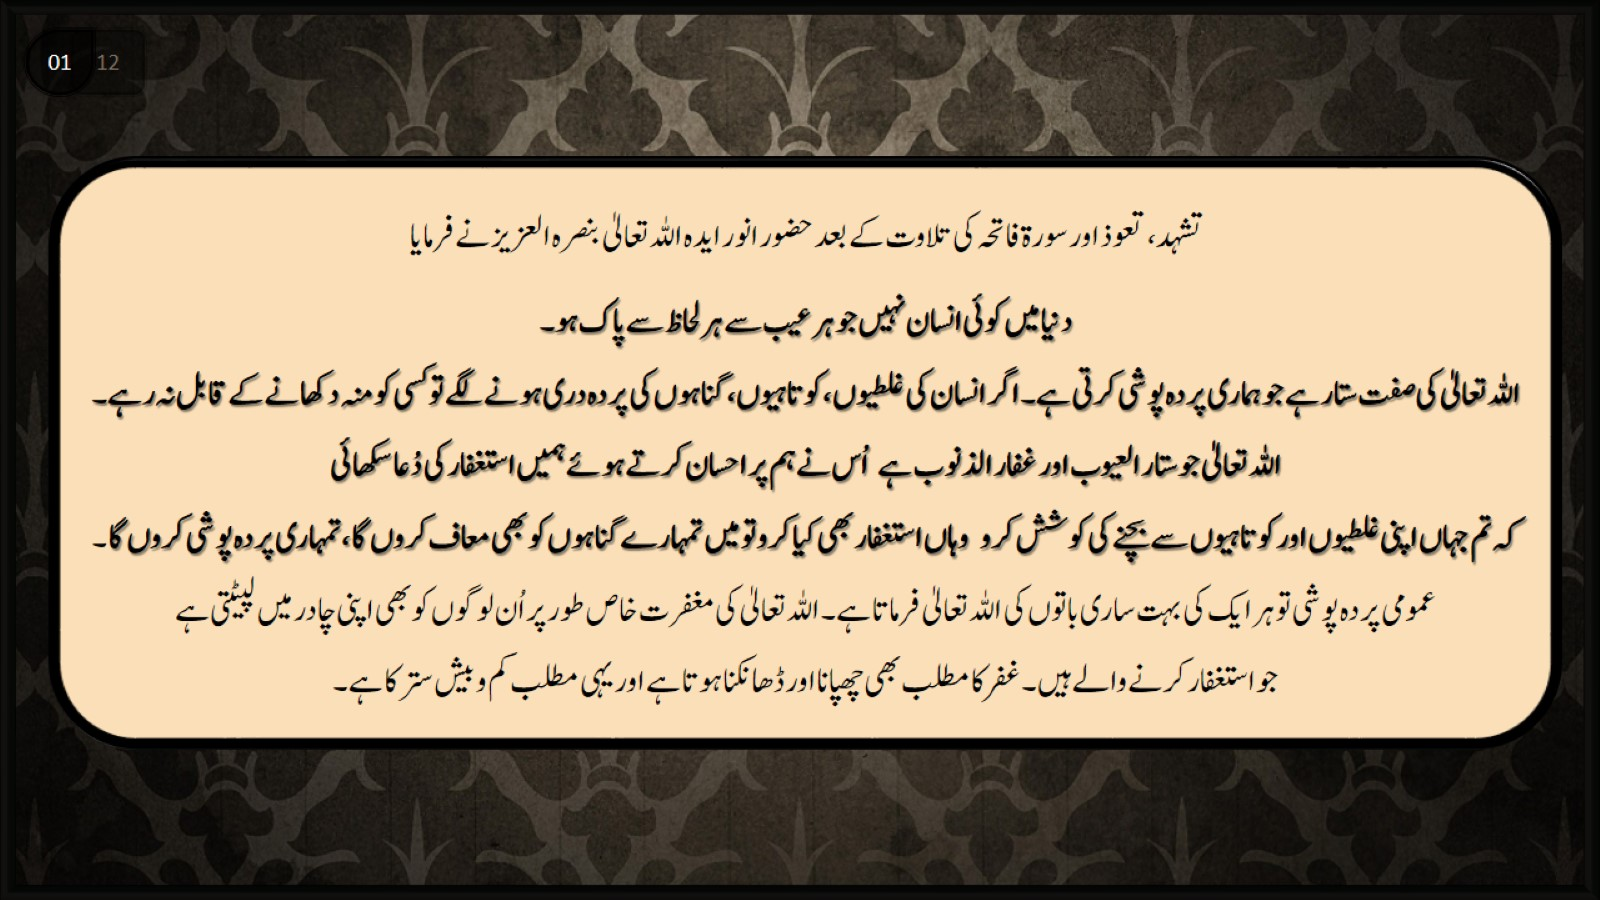 01 12
تشہد، تعوذ اور سورۃ فاتحہ کی تلاوت کے بعد حضور انور ایدہ اللہ تعالیٰ بنصرہ العزیز نے فرمایا
دنیا میں کوئی انسان نہیں جو ہر عیب سے ہر لحاظ سے پاک ہو۔
اللہ تعالیٰ کی صفت ستار ہے جو ہماری پردہ پوشی کرتی ہے۔ اگر انسان کی غلطیوں، کوتاہیوں، گناہوں کی پردہ دری ہونے لگے تو کسی کو منہ دکھانے کے قابل نہ رہے۔
اللہ تعالیٰ جو ستار العیوب اور غفار الذنوب ہے اُس نے ہم پر احسان کرتے ہوئے ہمیں استغفار کی دُعا سکھائی
کہ تم جہاں اپنی غلطیوں اور کوتاہیوں سے بچنے کی کوشش کرو وہاں استغفار بھی کیا کرو تو میں تمہارے گناہوں کو بھی معاف کروں گا، تمہاری پردہ پوشی کروں گا۔
عمومی پردہ پوشی تو ہر ایک کی بہت ساری باتوں کی اللہ تعالیٰ فرماتا ہے۔ اللہ تعالیٰ کی مغفرت خاص طور پر اُن لوگوں کو بھی اپنی چادر میں لپیٹتی ہے
جو استغفار کرنے والے ہیں۔ غفر کا مطلب بھی چھپانا اور ڈھانکنا ہوتا ہے اور یہی مطلب کم و بیش ستر کا ہے۔